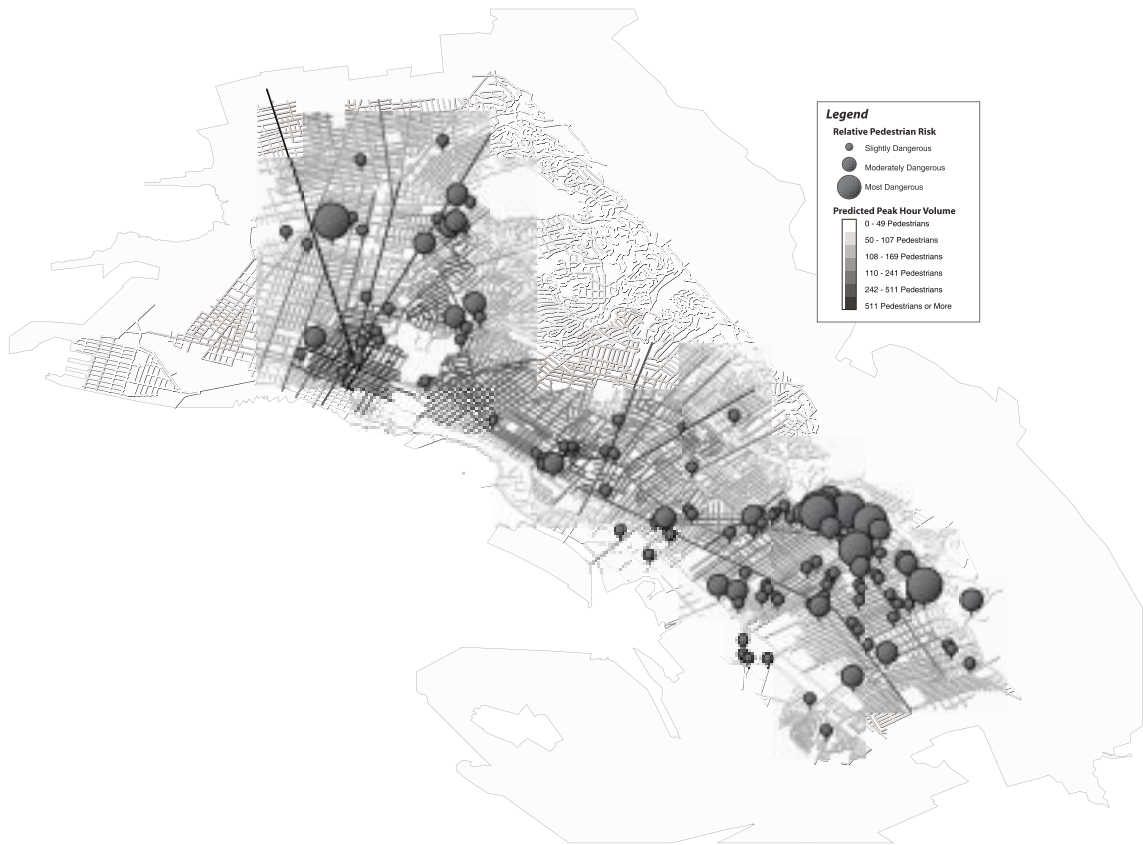 Legend
Relative Pedestrian Risk
Slightly Dangerous
Moderately Dangerous
Most Dangerous
Predicted Peak Hour Volume
0 - 49 Pedestrians
50 - 107 Pedestrians
108 - 169 Pedestrians
110 - 241 Pedestrians
242 - 511 Pedestrians
511 Pedestrians or More